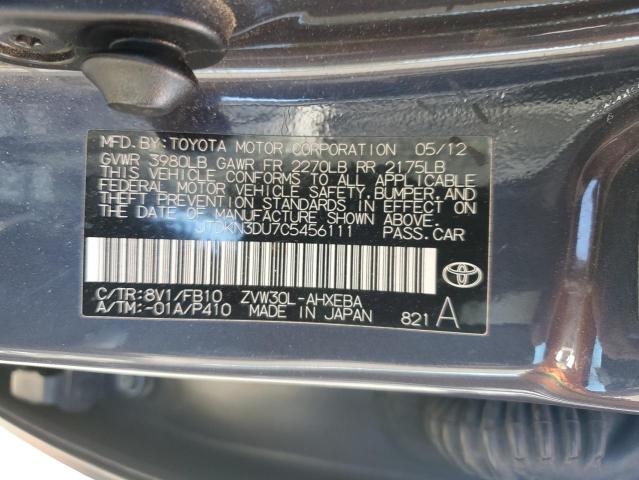 MFD.BY:TOYOTA MOTOR CORPORATION 05/12
GVWR 3980LB GAWR FR 2270LB RR 2175LB
THIS VEHICLE CONFORMS TO ALL APPLICABLE
FEDERAL MOTOR VEHICLE SAFETY, BUMPER, AND
THEFT PREVENTION STANDARDS IN EFFECT ON
THE DATE OF MANUFACTURE SHOWN ABOVE.
JTDKN3DU7C5456111 PASS.CAR
C/TR:8V1/FB10 ZVW30L-AHXEBA
A/TM:-01A/P410 MADE IN JAPAN 821 A